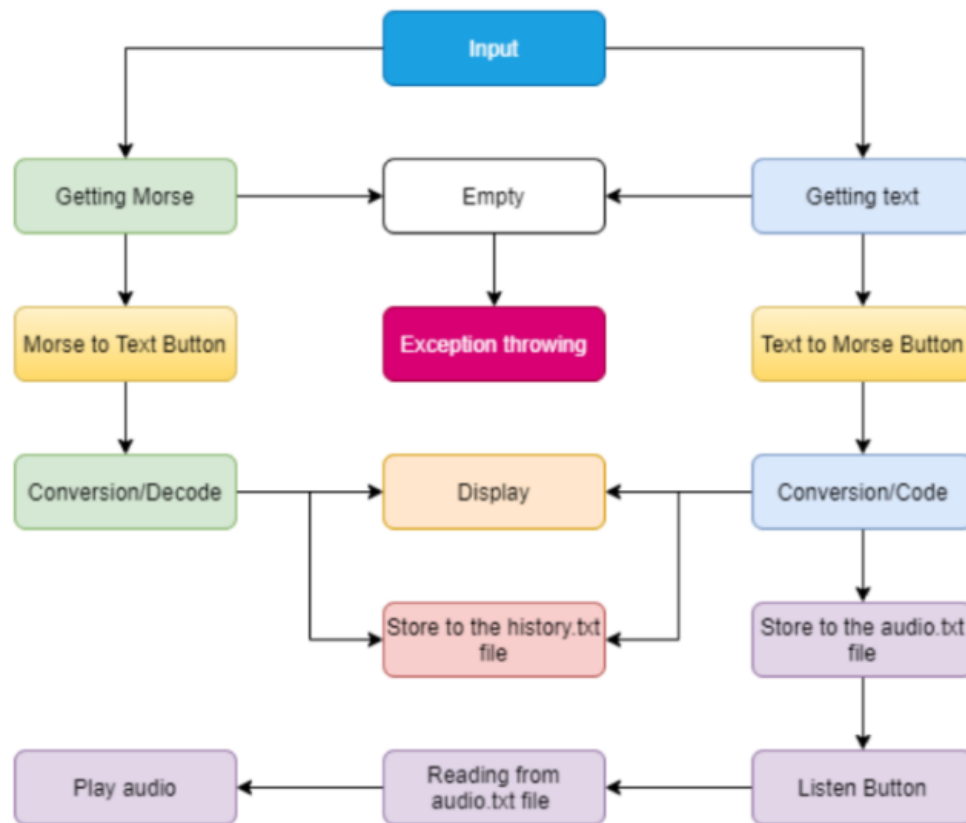 Input
Getting Morse
Empty
Getting text
Morse to Text Button
Exception throwing
Text to Morse Button
Conversion/Decode
Display
Conversion/Code
Store to the history.txt
file
Store to the audio.txt
file
Play audio
Reading from
audio.txt file
Listen Button